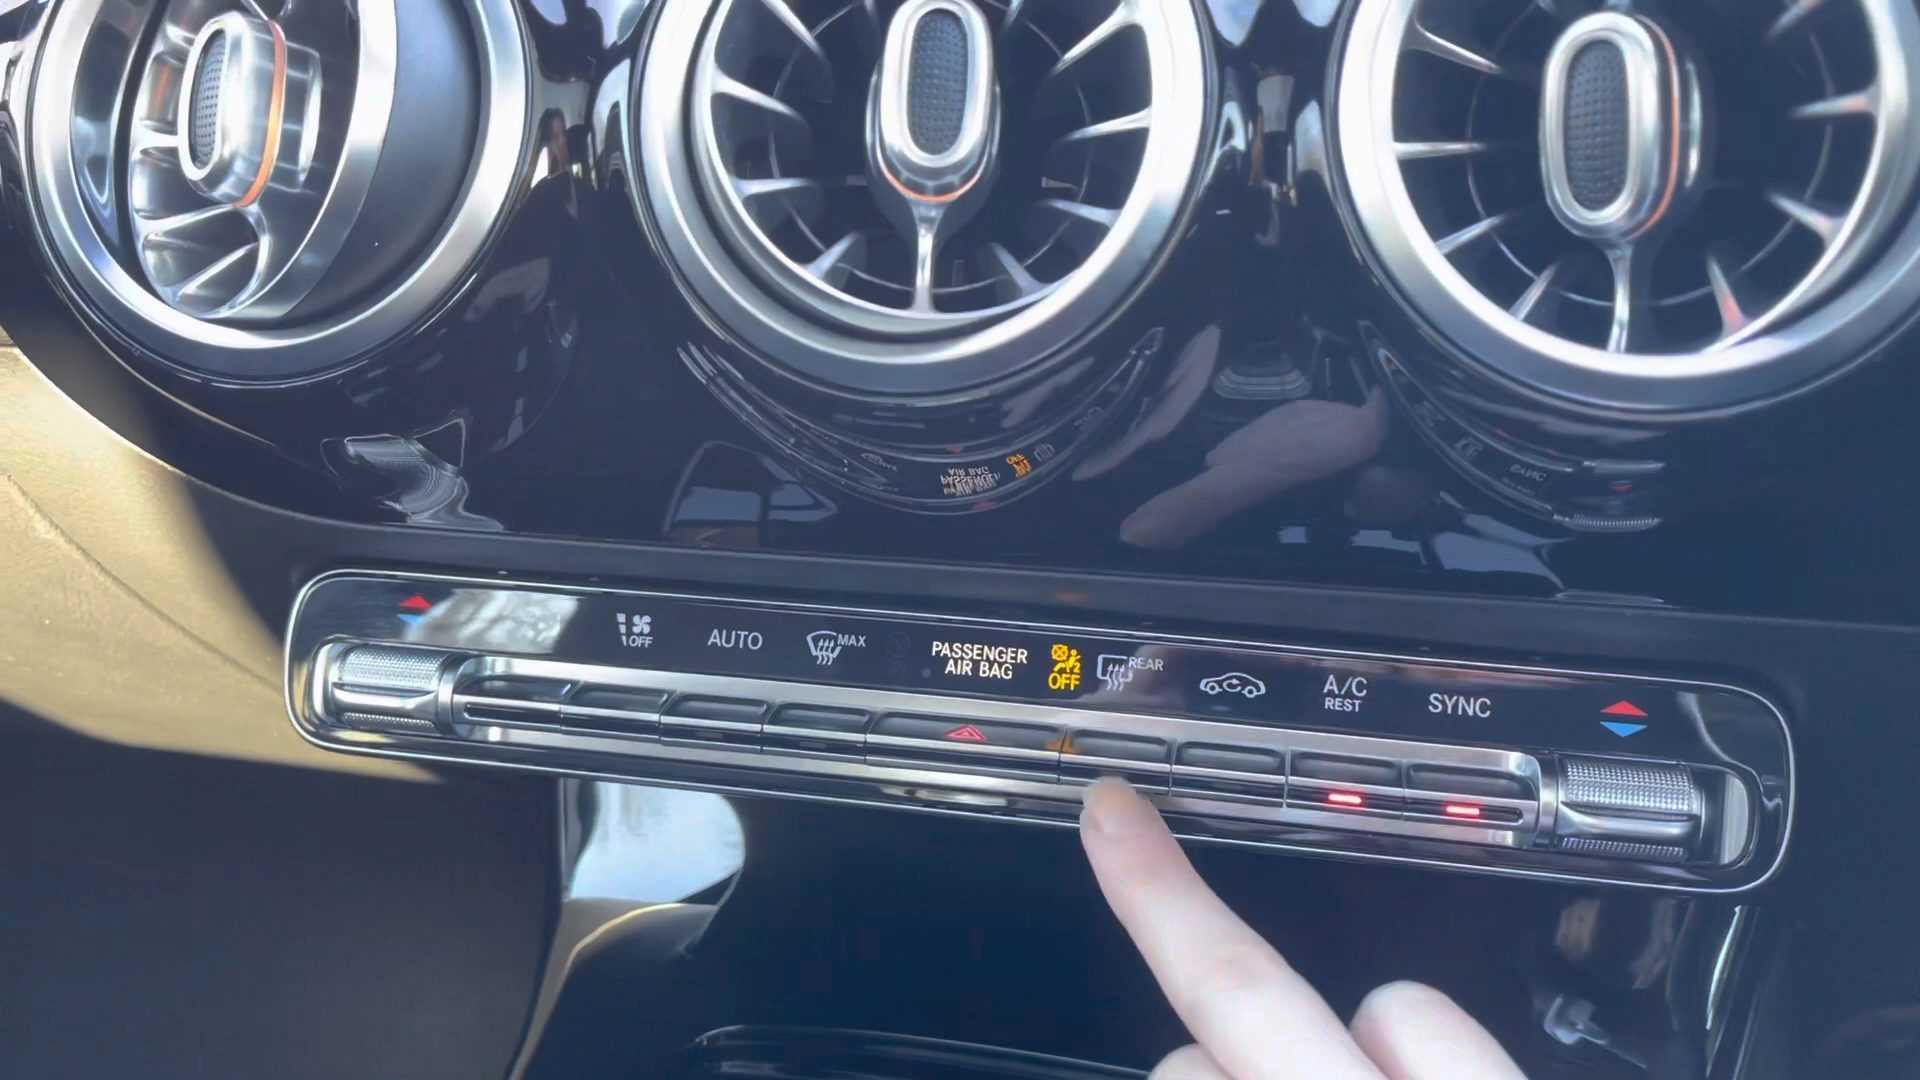 OFF
AUTO
MAX
PASSENGER
AIR BAG
OFF
REAR
A/C
REST
SYNC